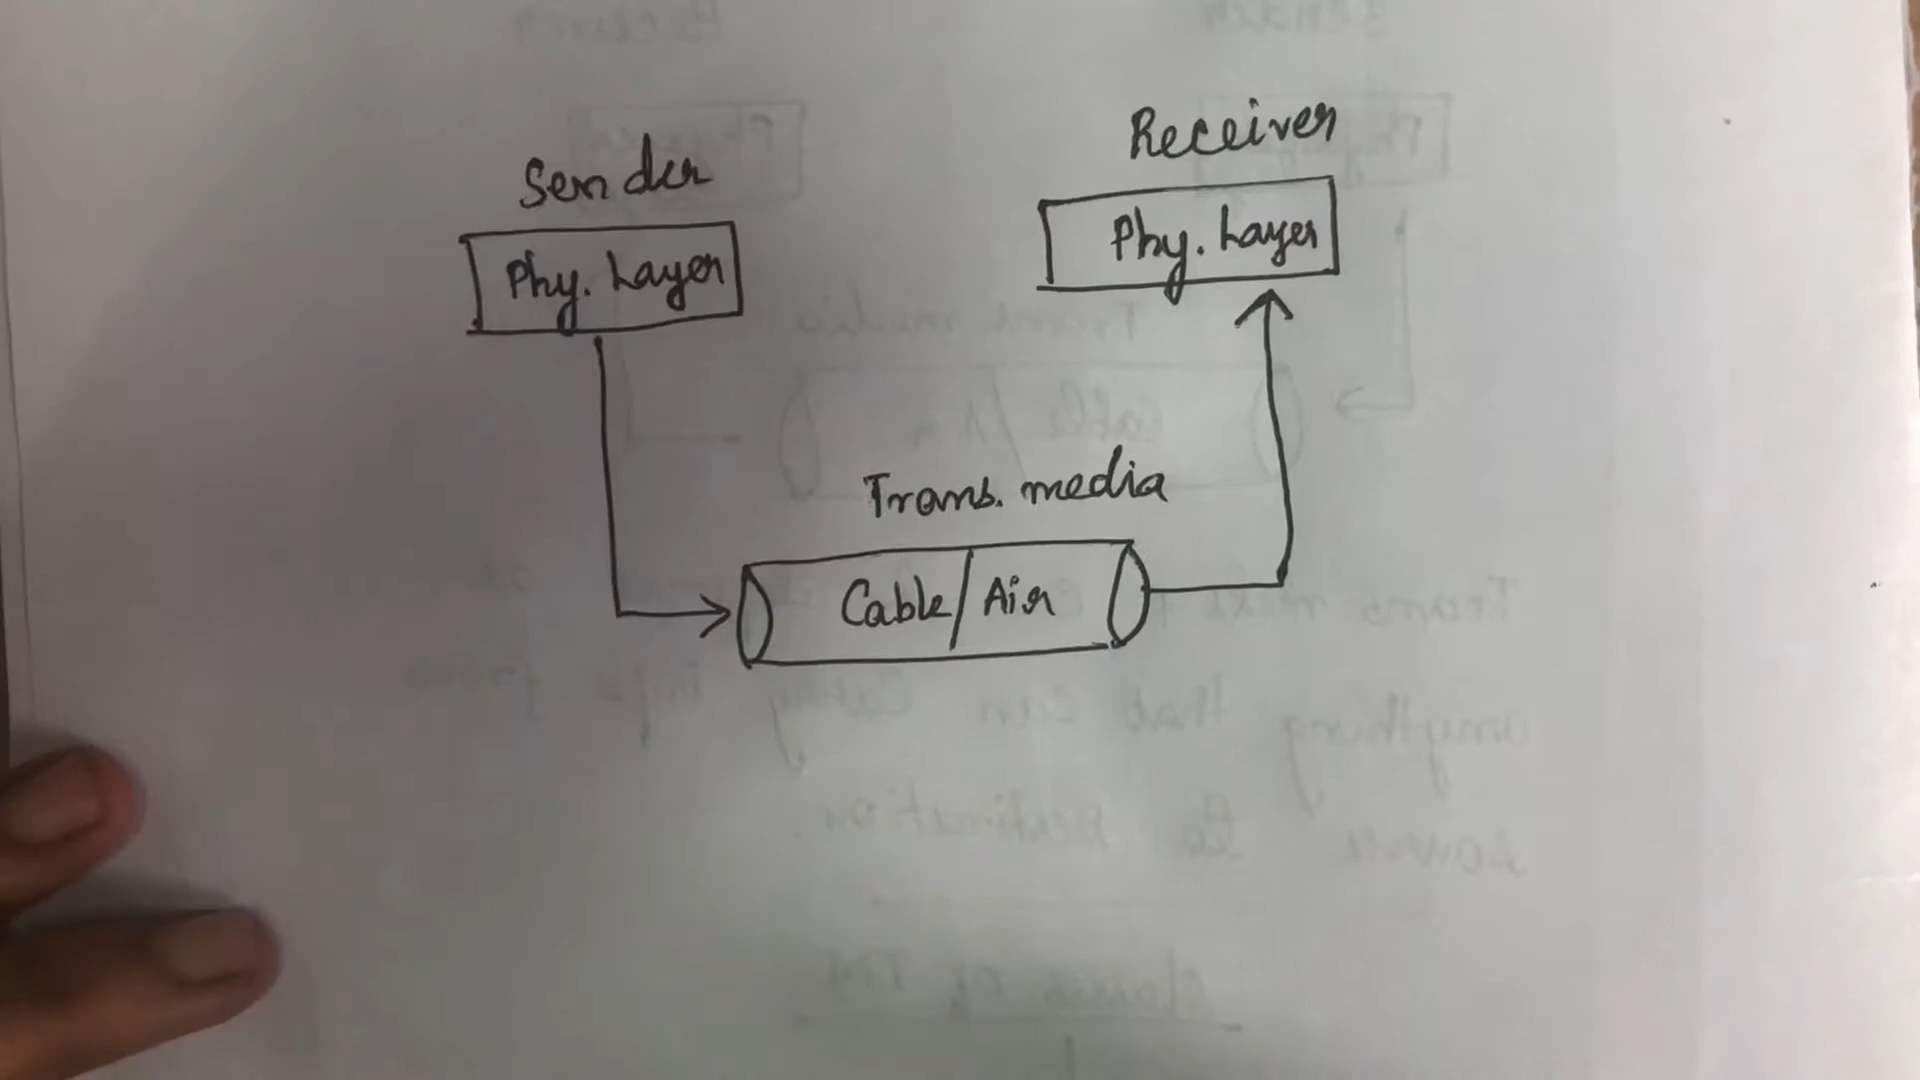 Sender
Receiver
Phy. Layer
Phy. Layer
Trans. media
Cable/Air